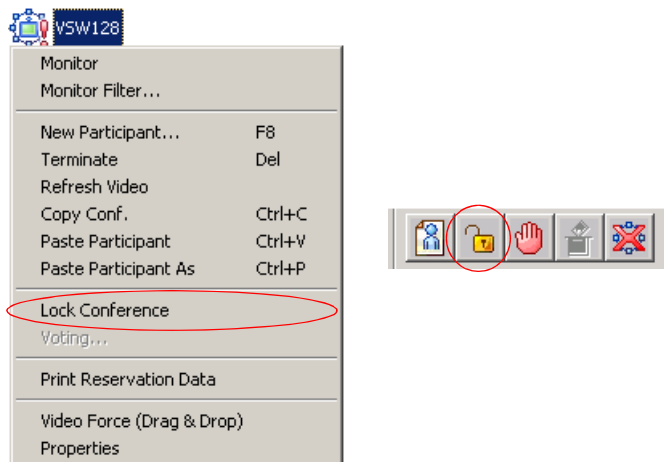 VSW128
Monitor
Monitor Filter...
New Participant... F8
Terminate Del
Refresh Video
Copy Conf. Ctrl+C
Paste Participant Ctrl+V
Paste Participant As Ctrl+P
Lock Conference
Voting...
Print Reservation Data
Video Force (Drag & Drop)
Properties